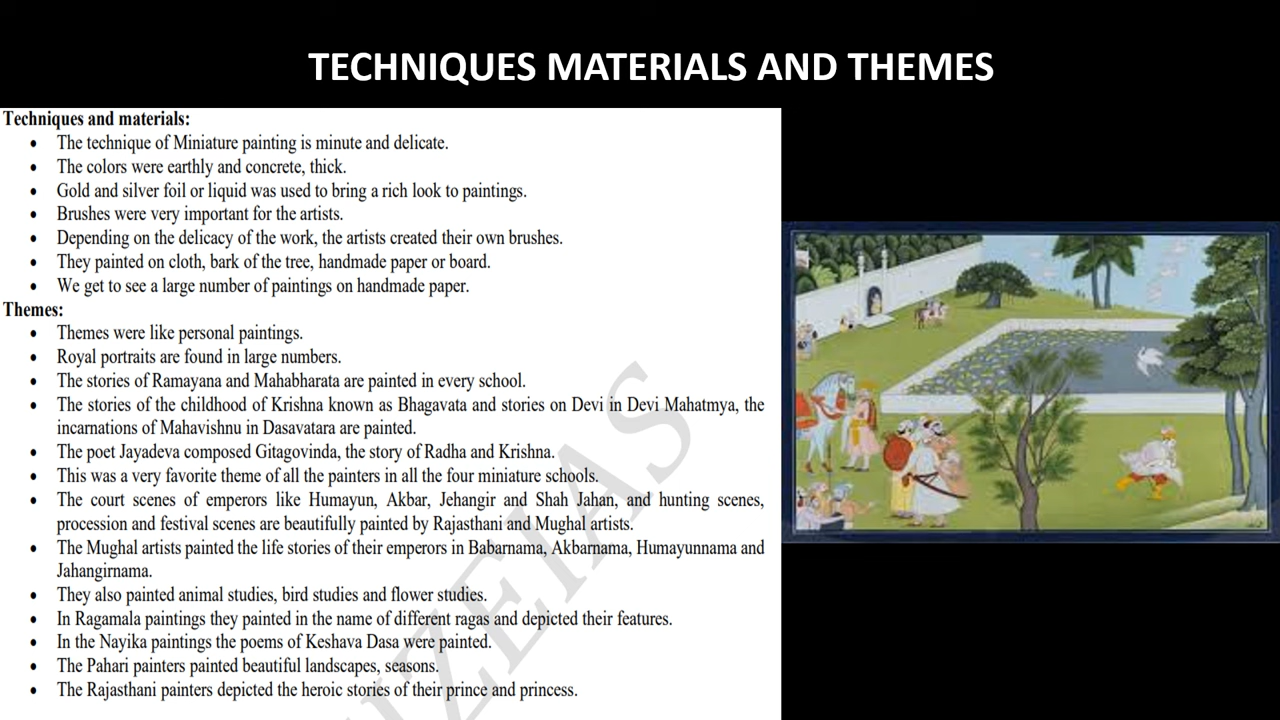 TECHNIQUES MATERIALS AND THEMES
Techniques and materials:
• The technique of Miniature painting is minute and delicate.
• The colors were earthly and concrete, thick.
• Gold and silver foil or liquid was used to bring a rich look to paintings.
• Brushes were very important for the artists.
• Depending on the delicacy of the work, the artists created their own brushes.
• They painted on cloth, bark of the tree, handmade paper or board.
• We get to see a large number of paintings on handmade paper.
Themes:
• Themes were like personal paintings.
• Royal portraits are found in large numbers.
• The stories of Ramayana and Mahabharata are painted in every school.
• The stories of the childhood of Krishna known as Bhagavata and stories on Devi in Devi Mahatmya, the
incarnations of Mahavishnu in Dasavatara are painted.
• The poet Jayadeva composed Gitagovinda, the story of Radha and Krishna.
• This was a very favorite theme of all the painters in all the four miniature schools.
• The court scenes of emperors like Humayun, Akbar, Jehangir and Shah Jahan, and hunting scenes,
procession and festival scenes are beautifully painted by Rajasthani and Mughal artists.
• The Mughal artists painted the life stories of their emperors in Babarnama, Akbarnama, Humayunnama and
Jahangirnama.
• They also painted animal studies, bird studies and flower studies.
• In Ragamala paintings they painted in the name of different ragas and depicted their features.
• In the Nayika paintings the poems of Keshava Dasa were painted.
• The Pahari painters painted beautiful landscapes, seasons.
• The Rajasthani painters depicted the heroic stories of their prince and princess.